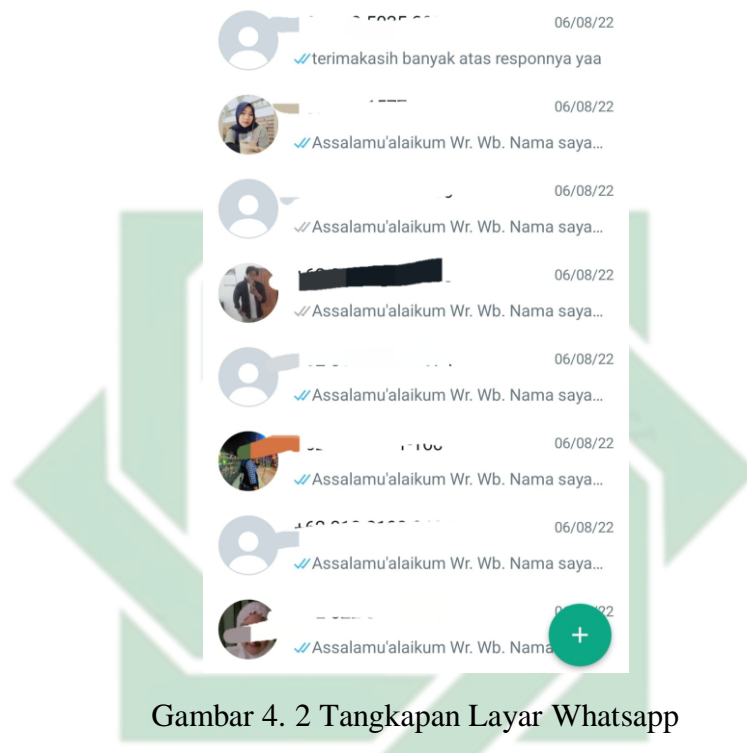 06/08/22
terimakasih banyak atas responnya yaa
06/08/22
Assalamu'alaikum Wr. Wb. Nama saya...
06/08/22
Assalamu'alaikum Wr. Wb. Nama saya...
06/08/22
Assalamu'alaikum Wr. Wb. Nama saya...
06/08/22
Assalamu'alaikum Wr. Wb. Nama saya...
06/08/22
Assalamu'alaikum Wr. Wb. Nama saya...
06/08/22
Assalamu'alaikum Wr. Wb. Nama saya...
Assalamu'alaikum Wr. Wb. Nama
Gambar 4. 2 Tangkapan Layar Whatsapp